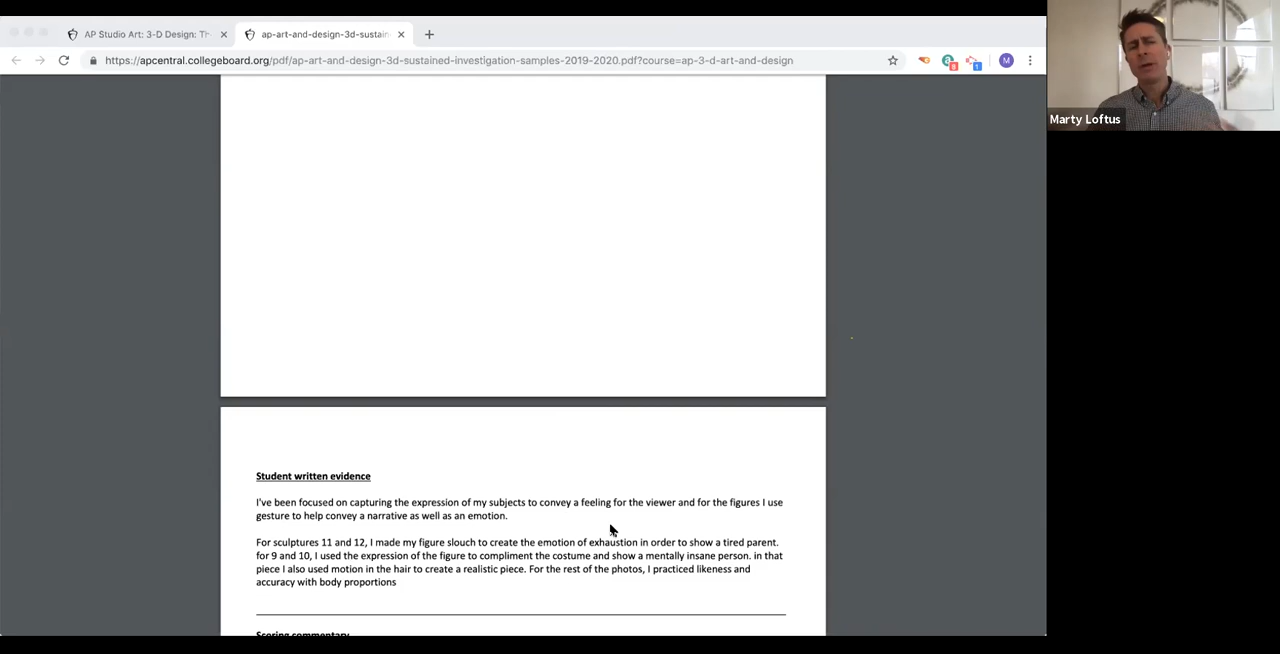 AP Studio Art: 3-D Design: Th
ap-art-and-design-3d-sustain
https://apcentral.collegeboard.org/pdf/ap-art-and-design-3d-sustained-investigation-samples-2019-2020.pdf?course=ap-3-d-art-and-design
M
Marty Loftus
Student written evidence
I've been focused on capturing the expression of my subjects to convey a feeling for the viewer and for the figures I use
gesture to help convey a narrative as well as an emotion.
For sculptures 11 and 12, I made my figure slouch to create the emotion of exhaustion in order to show a tired parent.
for 9 and 10, I used the expression of the figure to compliment the costume and show a mentally insane person. in that
piece I also used motion in the hair to create a realistic piece. For the rest of the photos, I practiced likeness and
accuracy with body proportions
Scoring commentary